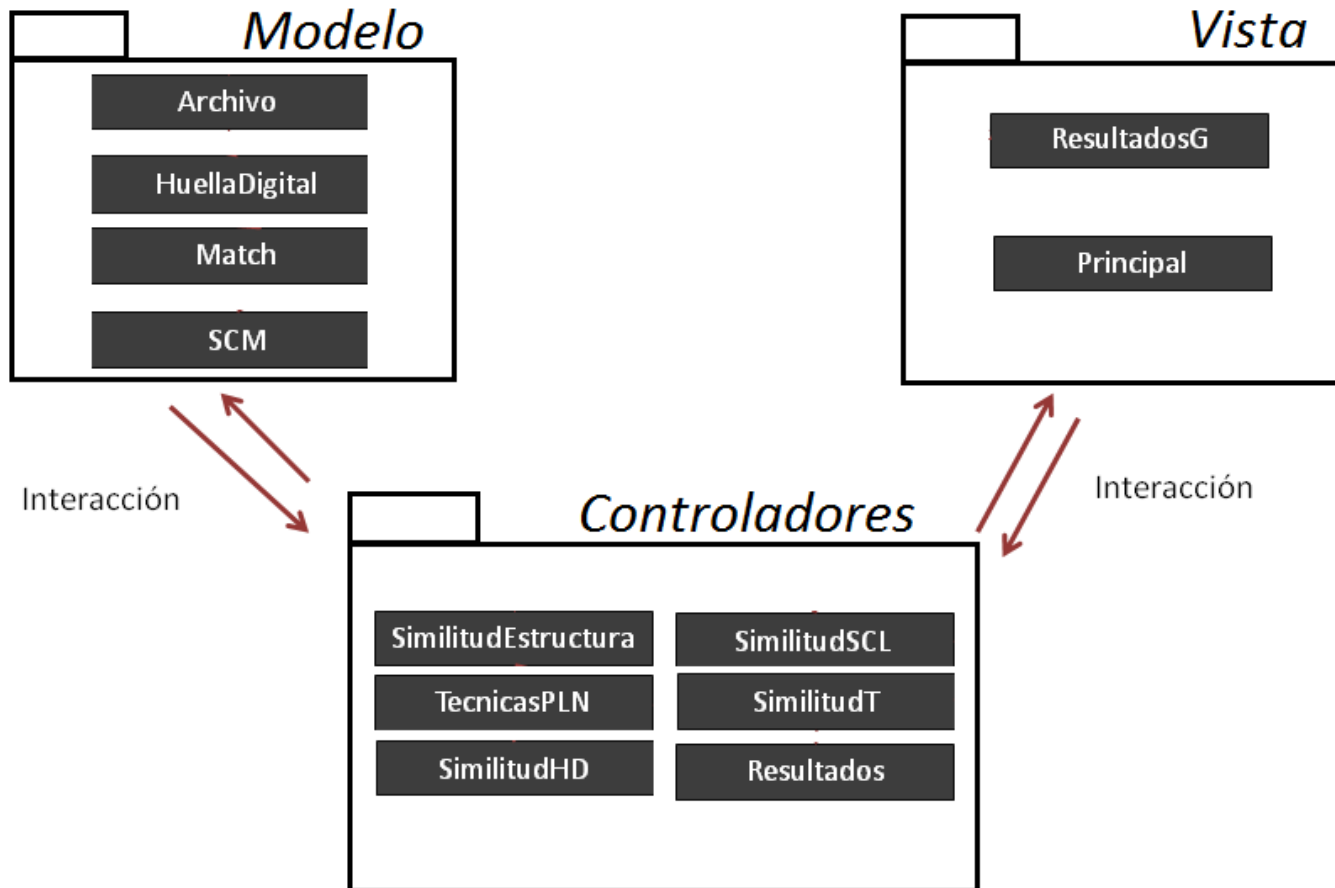 Modelo
Archivo
HuellaDigital
Match
SCM
Vista
ResultadosG
Principal
Interacción
Interacción
Controladores
SimilitudEstructura
SimilitudSCL
TecnicasPLN
SimilitudT
SimilitudHD
Resultados